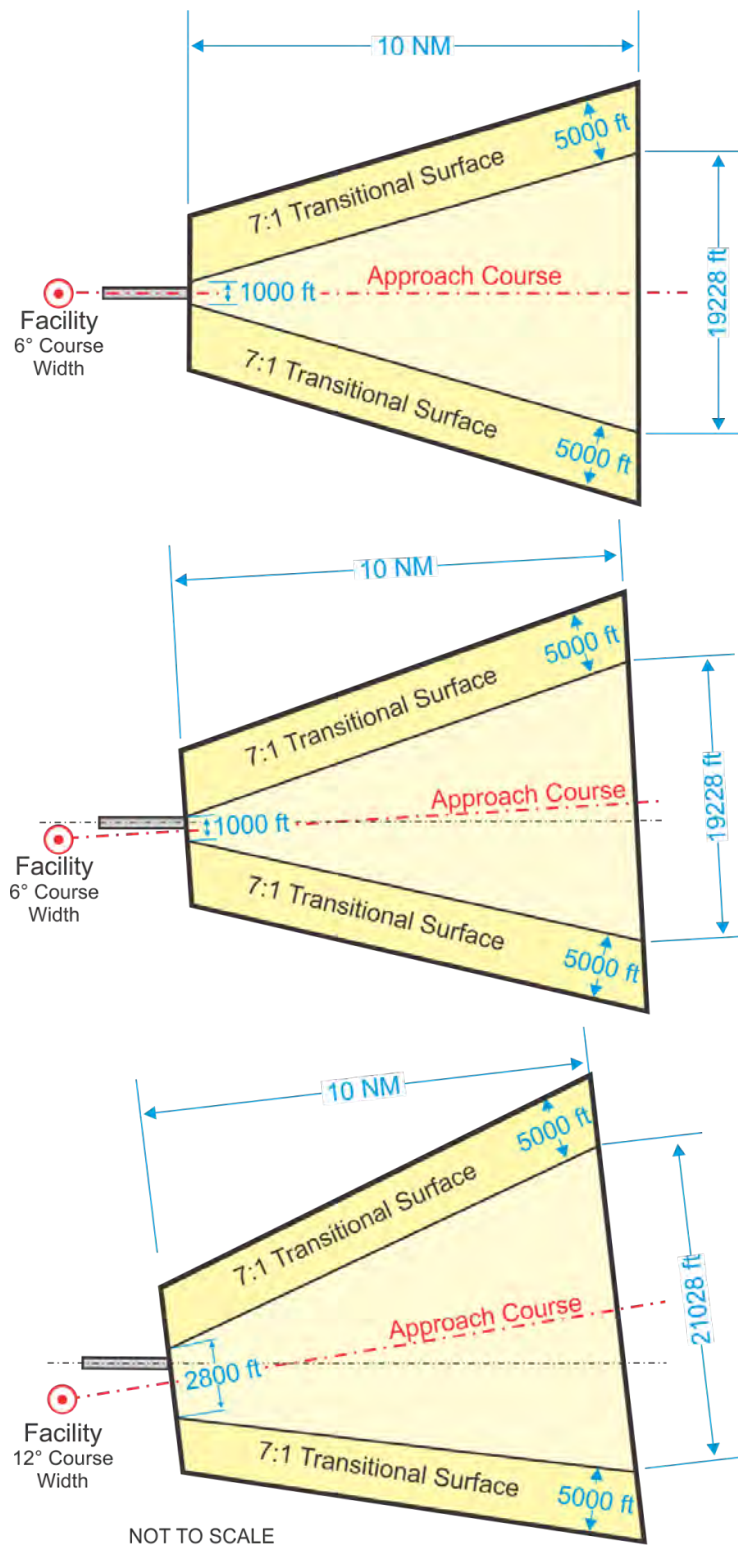 10 NM
5000 ft
7:1 Transitional Surface
Approach Course
1000 ft
19228 ft
Facility
6° Course
Width
7:1 Transitional Surface
5000 ft
10 NM
5000 ft
7:1 Transitional Surface
Approach Course
1000 ft
19228 ft
Facility
6° Course
Width
7:1 Transitional Surface
5000 ft
10 NM
5000 ft
7:1 Transitional Surface
Approach Course
21028 ft
2800 ft
Facility
12° Course
Width
7:1 Transitional Surface
5000 ft
NOT TO SCALE